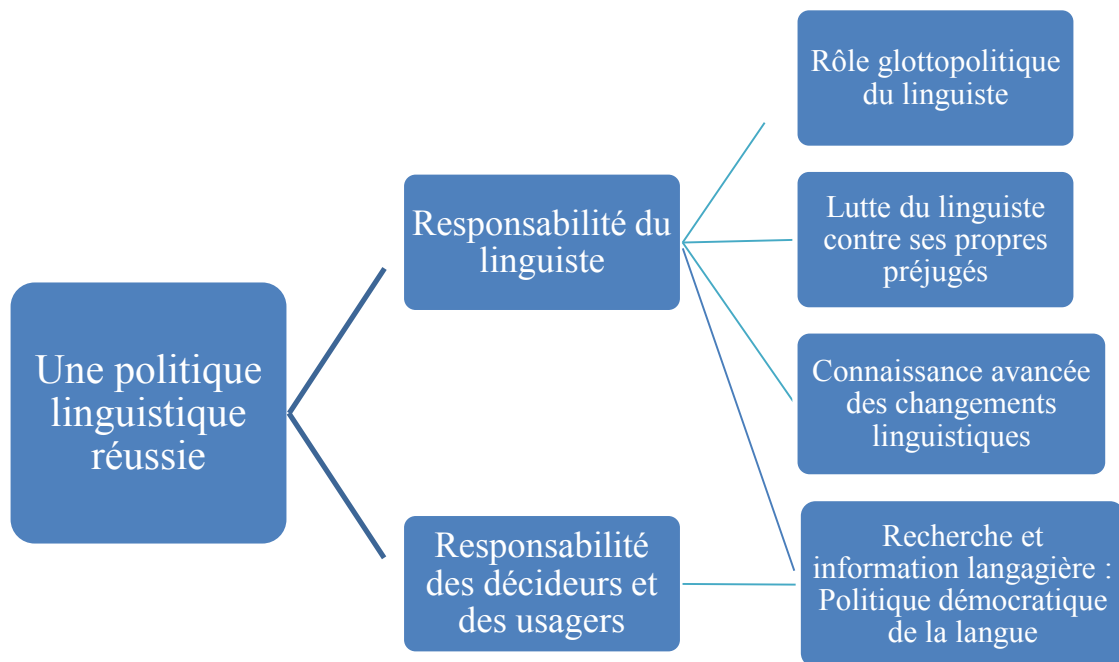 Une politique
linguistique
réussie
Responsabilité du
linguiste
Responsabilité
des décideurs et
des usagers
Rôle glottopolitique
du linguiste
Lutte du linguiste
contre ses propres
préjugés
Connaissance avancée
des changements
linguistiques
Recherche et
information langagière :
Politique démocratique
de la langue